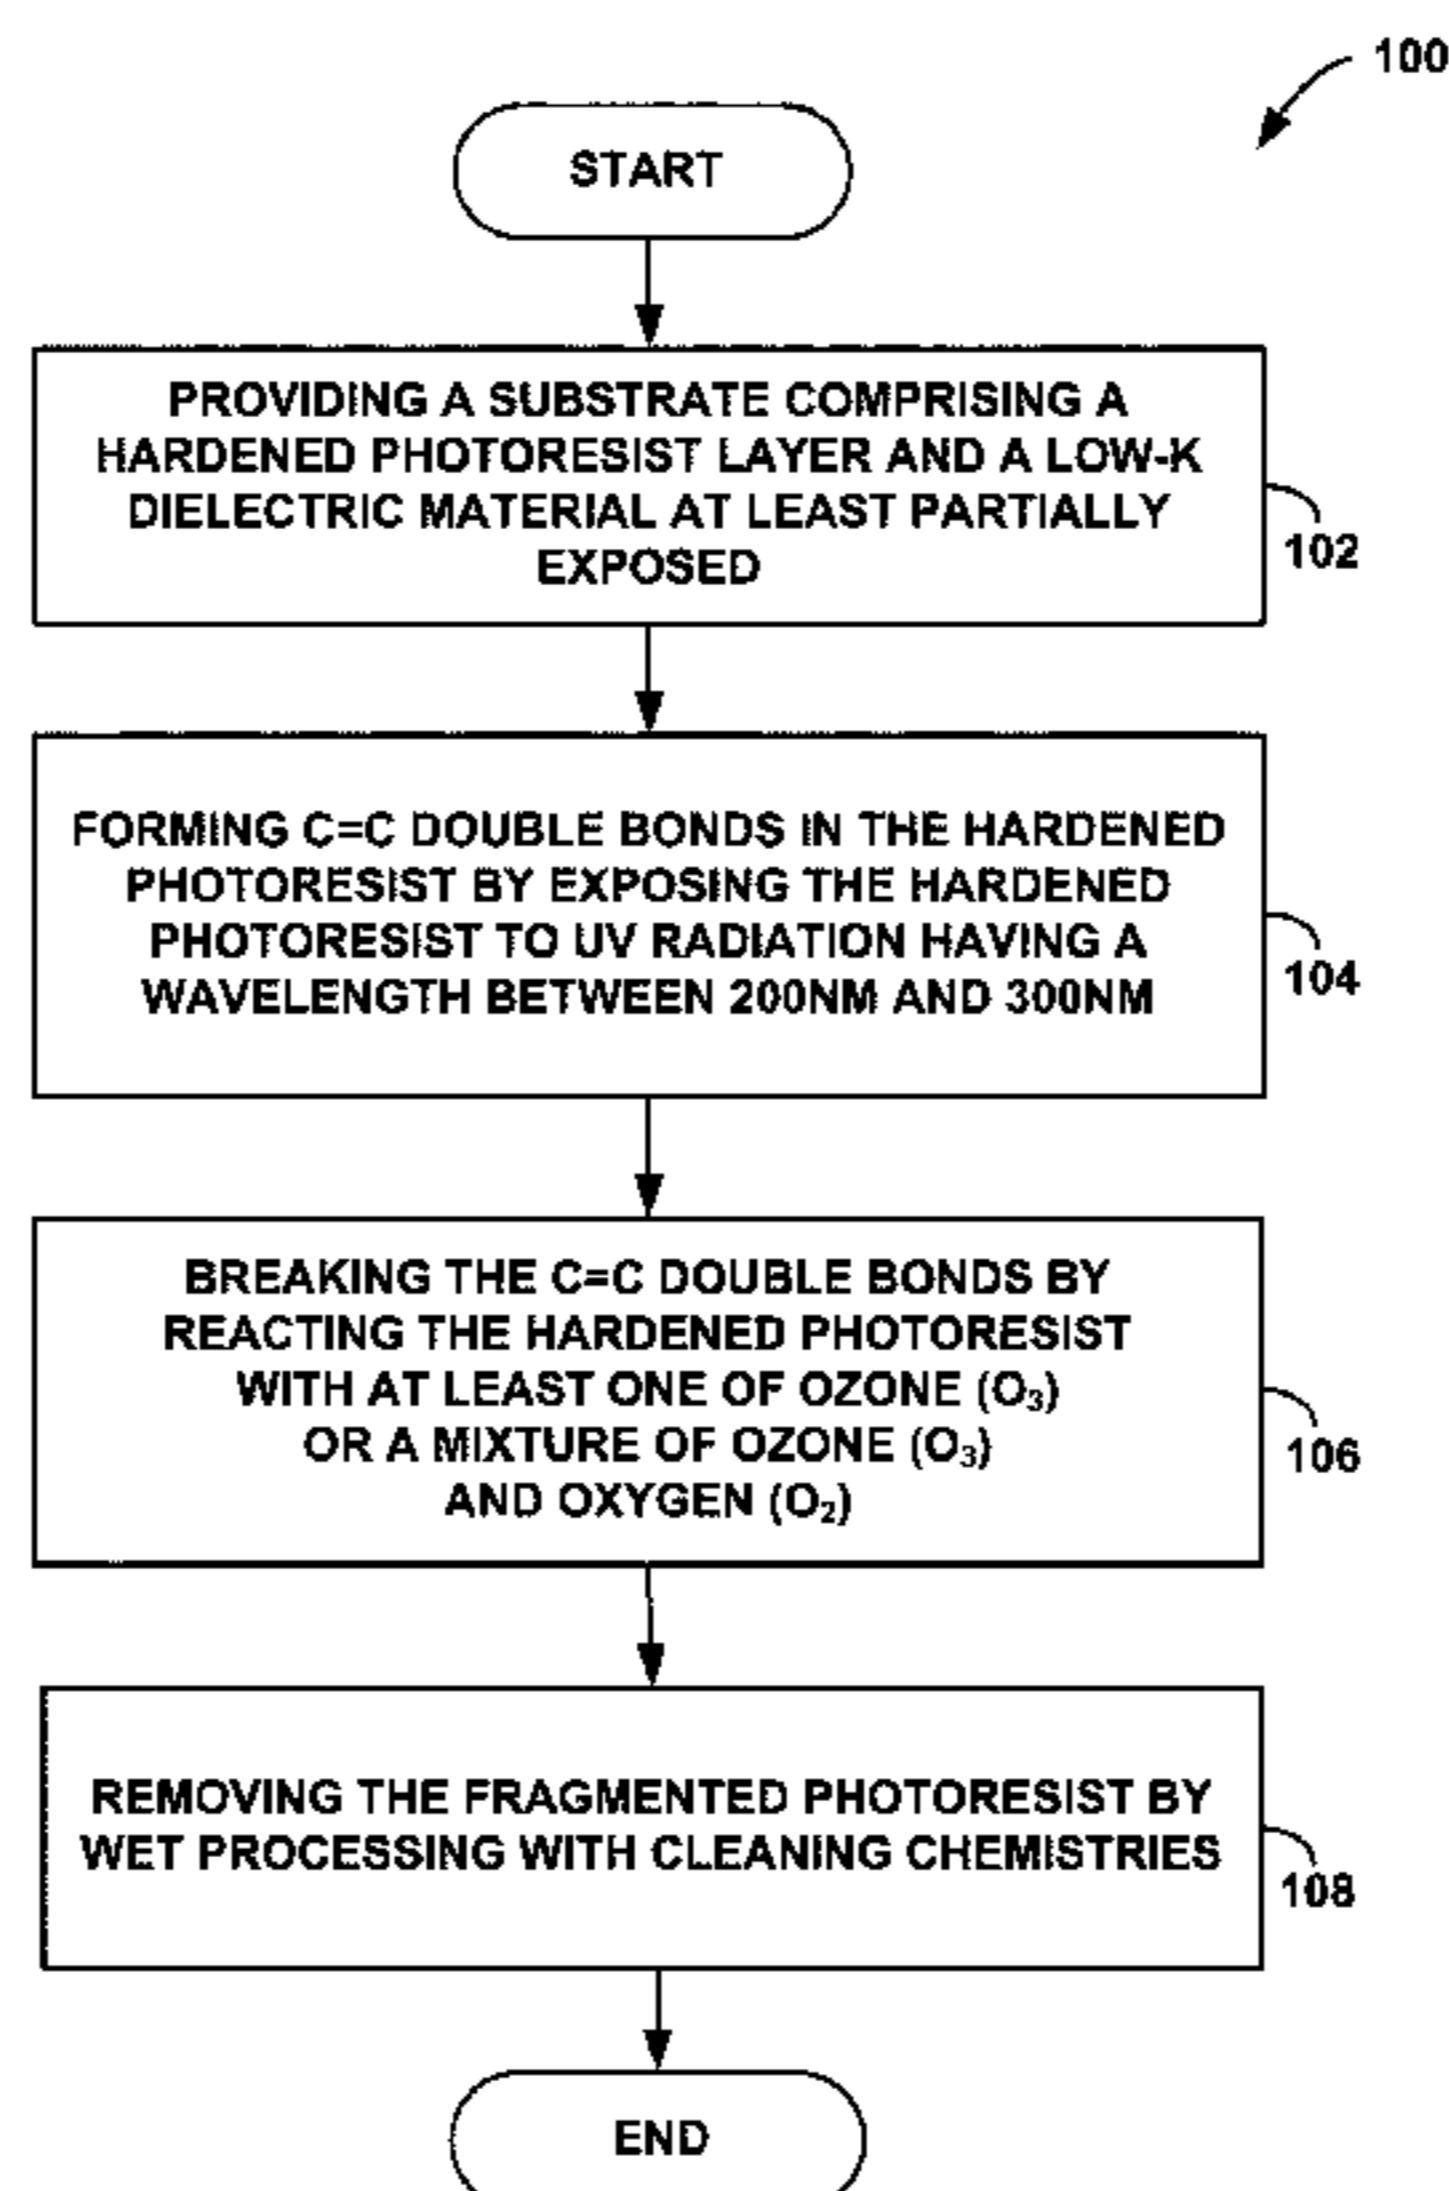 100
START
PROVIDING A SUBSTRATE COMPRISING A
HARDENED PHOTORESIST LAYER AND A LOW-K
DIELECTRIC MATERIAL AT LEAST PARTIALLY
EXPOSED
102
FORMING C=C DOUBLE BONDS IN THE HARDENED
PHOTORESIST BY EXPOSING THE HARDENED
PHOTORESIST TO UV RADIATION HAVING A
WAVELENGTH BETWEEN 200NM AND 300NM
104
BREAKING THE C=C DOUBLE BONDS BY
REACTING THE HARDENED PHOTORESIST
WITH AT LEAST ONE OF OZONE (O₃)
OR A MIXTURE OF OZONE (O₃)
AND OXYGEN (O₂)
106
REMOVING THE FRAGMENTED PHOTORESIST BY
WET PROCESSING WITH CLEANING CHEMISTRIES
108
END